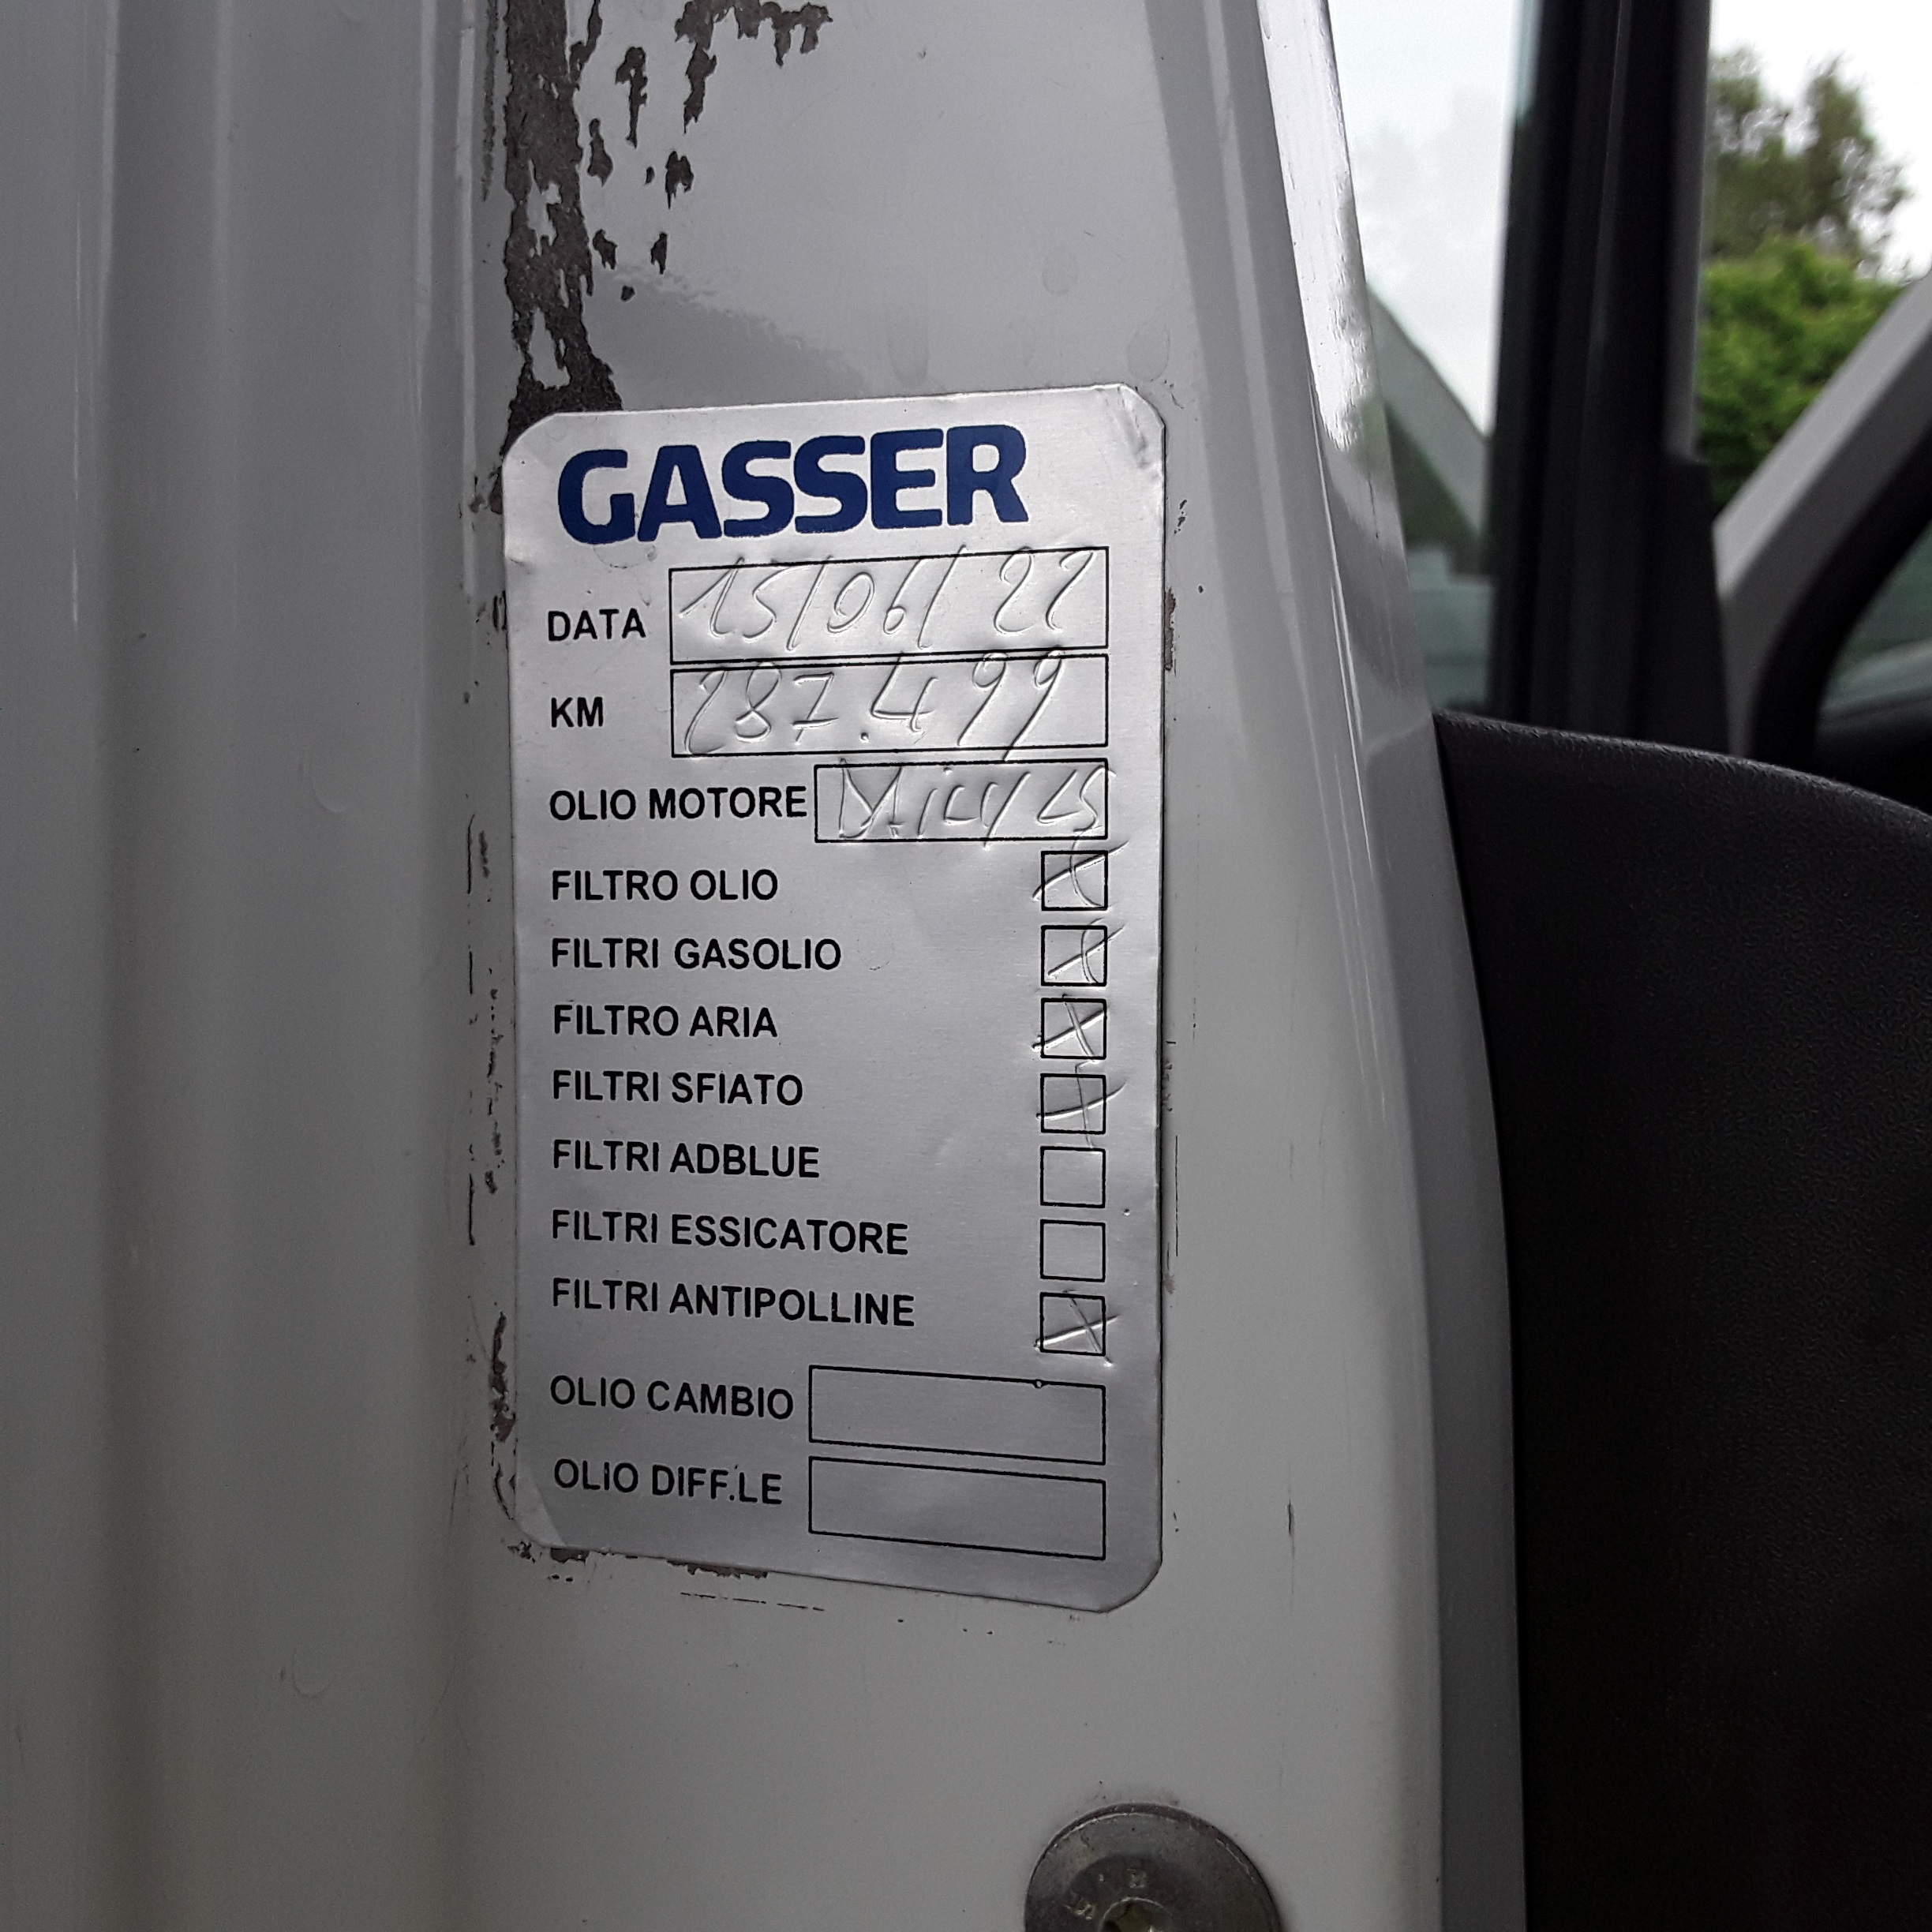 GASSER
DATA 15/06/22
KM 287.499
OLIO MOTORE
FILTRO OLIO X
FILTRI GASOLIO X
FILTRO ARIA X
FILTRI SFIATO X
FILTRI ADBLUE
FILTRI ESSICATORE
FILTRI ANTIPOLLINE X
OLIO CAMBIO
OLIO DIFF.LE